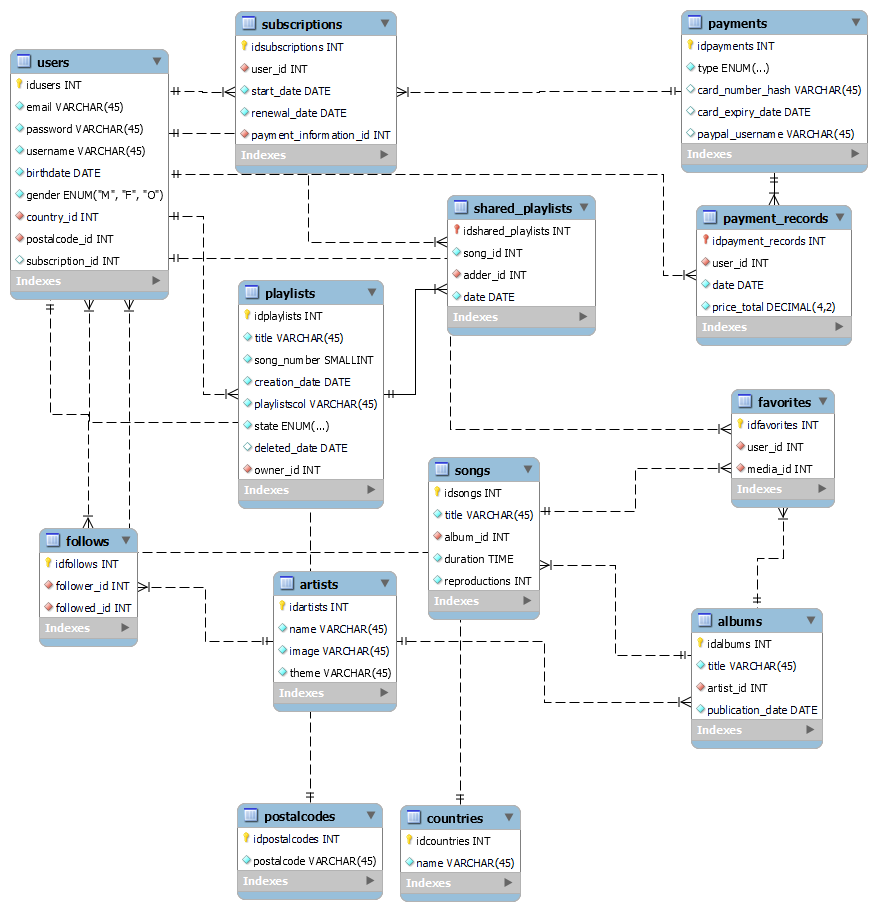 subscriptions
idsubscriptions INT
user_id INT
start_date DATE
renewal_date DATE
payment_information_id INT
Indexes
payments
idpayments INT
type ENUM(...)
card_number_hash VARCHAR(45)
card_expiry_date DATE
paypal_username VARCHAR(45)
Indexes
users
idusers INT
email VARCHAR(45)
password VARCHAR(45)
username VARCHAR(45)
birthdate DATE
gender ENUM("M", "F", "O")
country_id INT
postalcode_id INT
subscription_id INT
Indexes
shared_playlists
idshared_playlists INT
song_id INT
adder_id INT
date DATE
Indexes
payment_records
idpayment_records INT
user_id INT
date DATE
price_total DECIMAL(4,2)
Indexes
playlists
idplaylists INT
title VARCHAR(45)
song_number SMALLINT
creation_date DATE
playlistscol VARCHAR(45)
state ENUM(...)
deleted_date DATE
owner_id INT
Indexes
favorites
idfavorites INT
user_id INT
media_id INT
Indexes
songs
idsongs INT
title VARCHAR(45)
album_id INT
duration TIME
reproductions INT
Indexes
follows
idfollows INT
follower_id INT
followed_id INT
Indexes
artists
idartists INT
name VARCHAR(45)
image VARCHAR(45)
theme VARCHAR(45)
Indexes
albums
idalbums INT
title VARCHAR(45)
artist_id INT
publication_date DATE
Indexes
postalcodes
idpostalcodes INT
postalcode VARCHAR(45)
Indexes
countries
idcountries INT
name VARCHAR(45)
Indexes